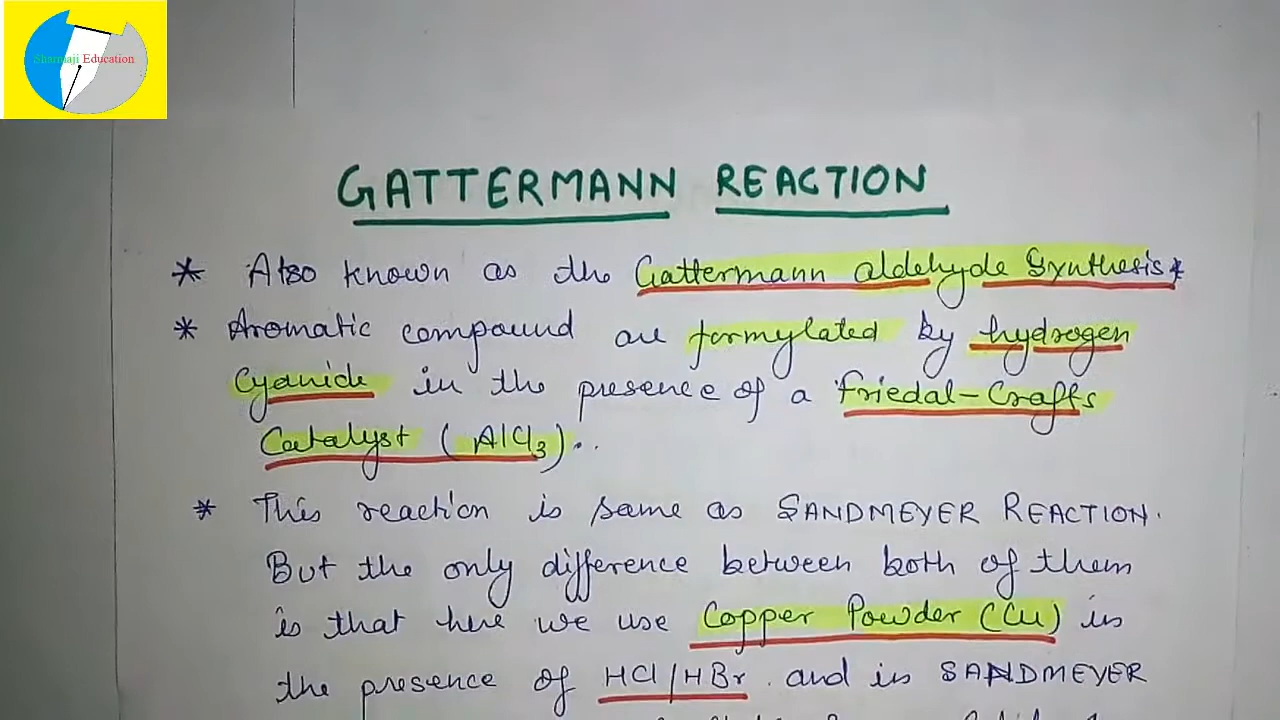 Sharmaji Education
GATTERMANN REACTION
* Also known as the Gattermann aldehyde Synthesis*
* Aromatic compound are formylated by hydrogen
Cyanide in the presence of a Friedal-Crafts
Catalyst (AlCl3)..
* This reaction is same as SANDMEYER REACTION.
But the only difference between both of them
is that here we use Copper Powder (Cu) in
the presence of HCl/HBr. and in SANDMEYER